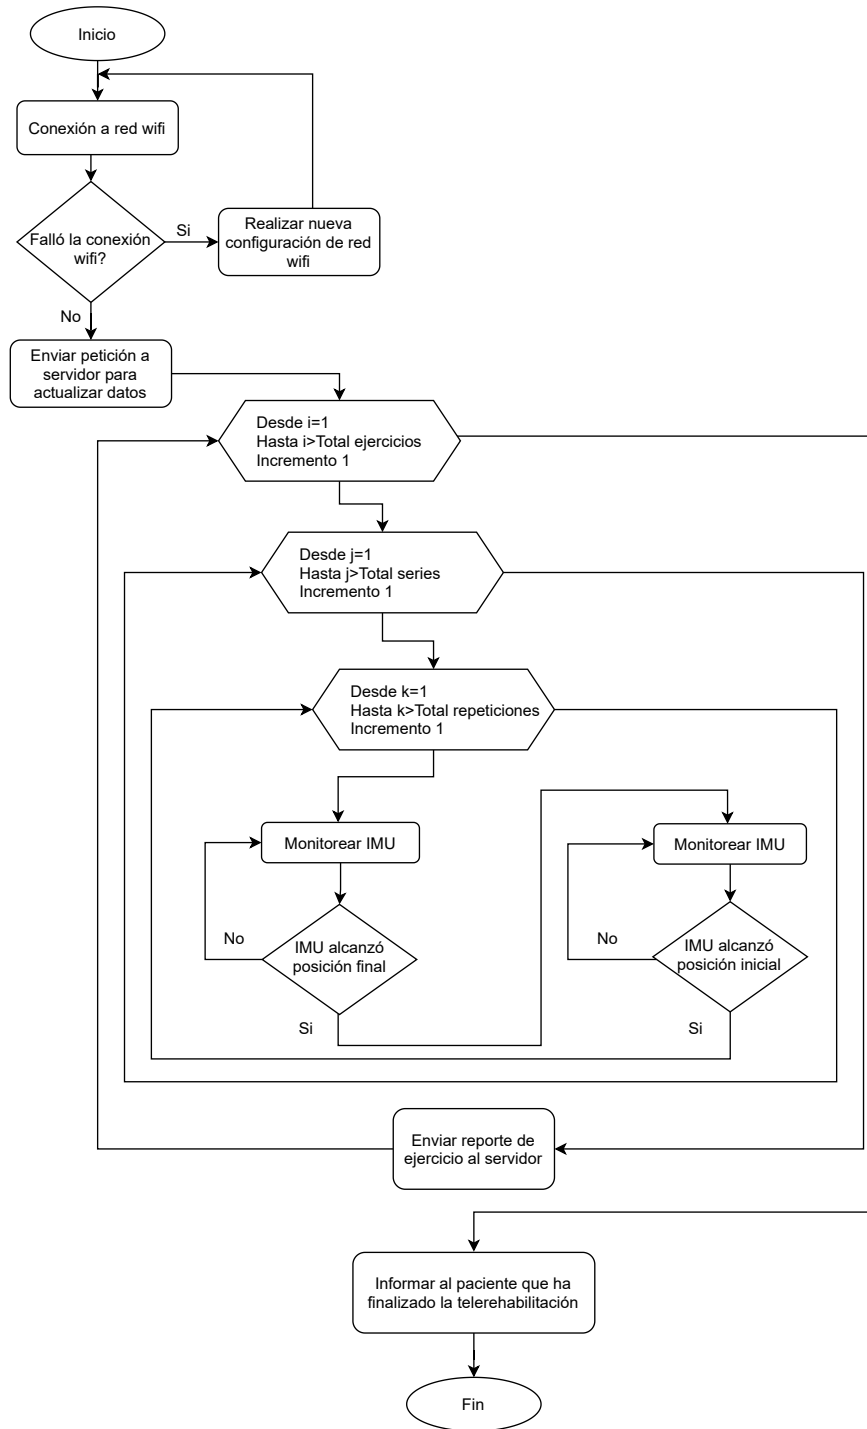 Inicio
Conexión a red wifi
Falló la conexión
wifi?
Si
Realizar nueva
configuración de red
wifi
No
Enviar petición a
servidor para
actualizar datos
Desde i=1
Hasta i>Total ejercicios
Incremento 1
Desde j=1
Hasta j>Total series
Incremento 1
Desde k=1
Hasta k>Total repeticiones
Incremento 1
Monitorear IMU
Monitorear IMU
No
IMU alcanzó
posición final
No
IMU alcanzó
posición inicial
Si
Si
Enviar reporte de
ejercicio al servidor
Informar al paciente que ha
finalizado la telerehabilitación
Fin